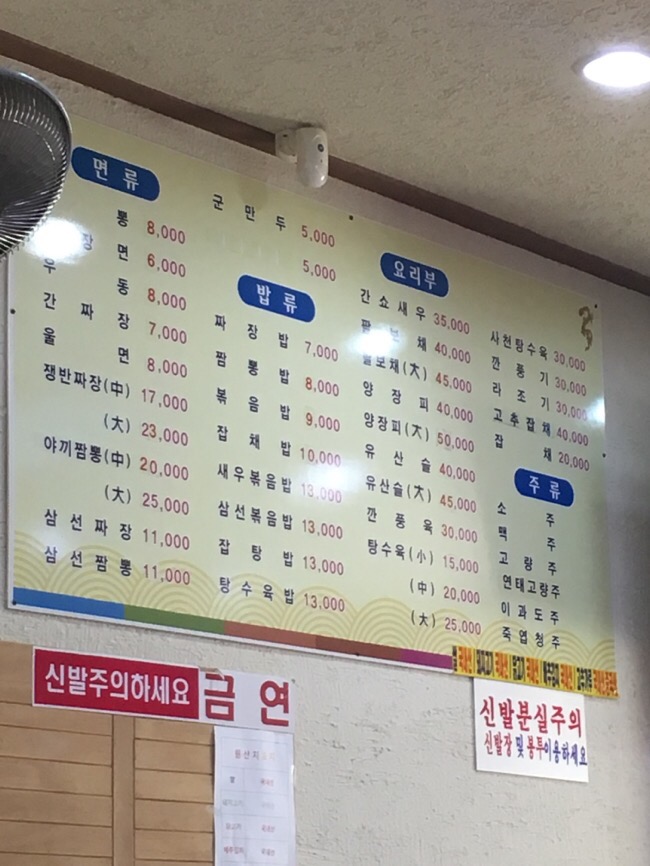 면류
통 8,000
장 면 6,000
우 동 8,000
간 짜 장 7,000
울 면 8,000
쟁반짜장(中) 17,000
(大) 23,000
야끼짬뽕(中) 20,000
(大) 25,000
삼 선 짜 장 11,000
삼 선 짬 뽕 11,000
군 만 두 5,000
5,000
밥류
짜 장 밥 7,000
짬 뽕 밥 8,000
볶 음 밥 9,000
잡 채 밥 10,000
새우볶음밥 13,000
삼선볶음밥 13,000
잡 탕 밥 13,000
탕 수 육 밥 13,000
요리부
간 쇼 새 우 35,000
팔 보 채 40,000
팔보채(大) 45,000
양 장 피 40,000
양장피(大) 50,000
유 산 슬 40,000
유산슬(大) 45,000
깐 풍 육 30,000
탕수육(小) 15,000
(中) 20,000
(大) 25,000
사천탕수육 30,000
깐 풍 기 30,000
라 조 기 30,000
고 추 잡 채 40,000
잡 채 20,000
주류
소 주
맥 주
고 량 주
연태고량주
이 과 도 주
죽 엽 청 주
신발주의하세요
금 연
신발분실주의
신발장 및 봉투이용하세요